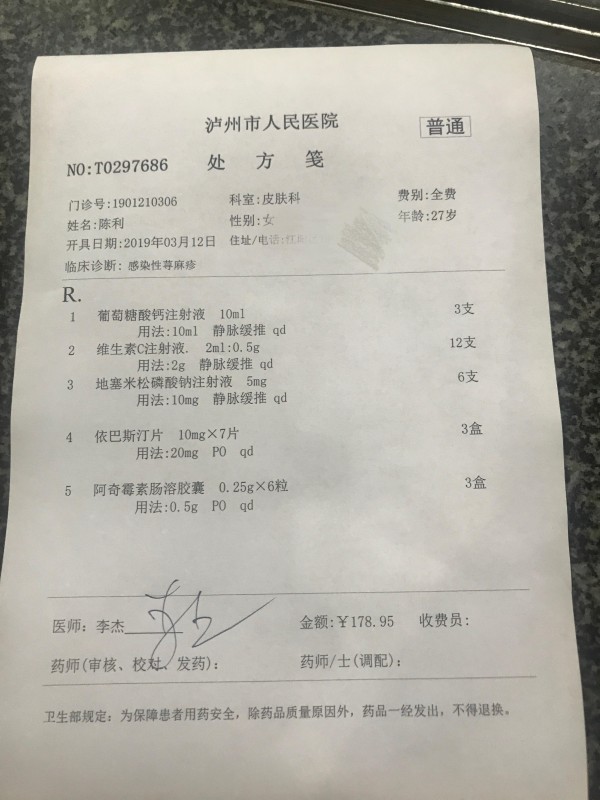 泸州市人民医院
普通
NO:T0297686 处方笺
门诊号:1901210306 科室:皮肤科 费别:全费
姓名:陈利 性别:女 年龄:27岁
开具日期:2019年03月12日 住址/电话:江阳
临床诊断: 感染性荨麻疹
R.
1 葡萄糖酸钙注射液 10ml 3支
用法:10ml 静脉缓推 qd
2 维生素C注射液. 2ml:0.5g 12支
用法:2g 静脉缓推 qd
3 地塞米松磷酸钠注射液 5mg 6支
用法:10mg 静脉缓推 qd
4 依巴斯汀片 10mg×7片 3盒
用法:20mg PO qd
5 阿奇霉素肠溶胶囊 0.25g×6粒 3盒
用法:0.5g PO qd
医师: 李杰 金额:￥178.95 收费员:
药师(审核、校对、发药): 药师/士(调配):
卫生部规定: 为保障患者用药安全, 除药品质量原因外, 药品一经发出, 不得退换。